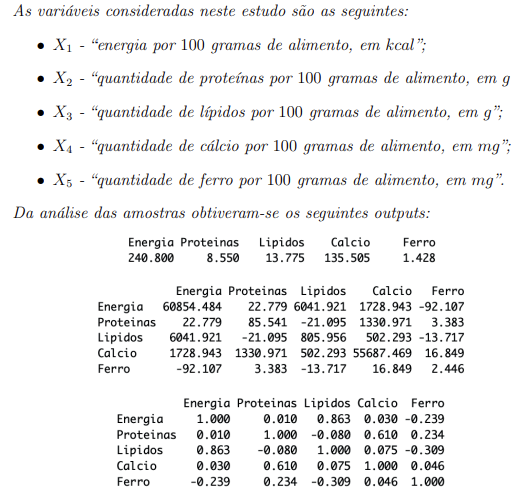 As variáveis consideradas neste estudo são as seguintes:
• X1 - “energia por 100 gramas de alimento, em kcal”;
• X2 - “quantidade de proteínas por 100 gramas de alimento, em g
• X3 - “quantidade de lípidos por 100 gramas de alimento, em g”;
• X4 - “quantidade de cálcio por 100 gramas de alimento, em mg”;
• X5 - “quantidade de ferro por 100 gramas de alimento, em mg”.
Da análise das amostras obtiveram-se os seguintes outputs:
Energia Proteinas Lipidos Calcio Ferro
240.800 8.550 13.775 135.505 1.428
Energia Proteinas Lipidos Calcio Ferro
Energia 60854.484 22.779 6041.921 1728.943 -92.107
Proteinas 22.779 85.541 -21.095 1330.971 3.383
Lipidos 6041.921 -21.095 805.956 502.293 -13.717
Calcio 1728.943 1330.971 502.293 55687.469 16.849
Ferro -92.107 3.383 -13.717 16.849 2.446
Energia Proteinas Lipidos Calcio Ferro
Energia 1.000 0.010 0.863 0.030 -0.239
Proteinas 0.010 1.000 -0.080 0.610 0.234
Lipidos 0.863 -0.080 1.000 0.075 -0.309
Calcio 0.030 0.610 0.075 1.000 0.046
Ferro -0.239 0.234 -0.309 0.046 1.000